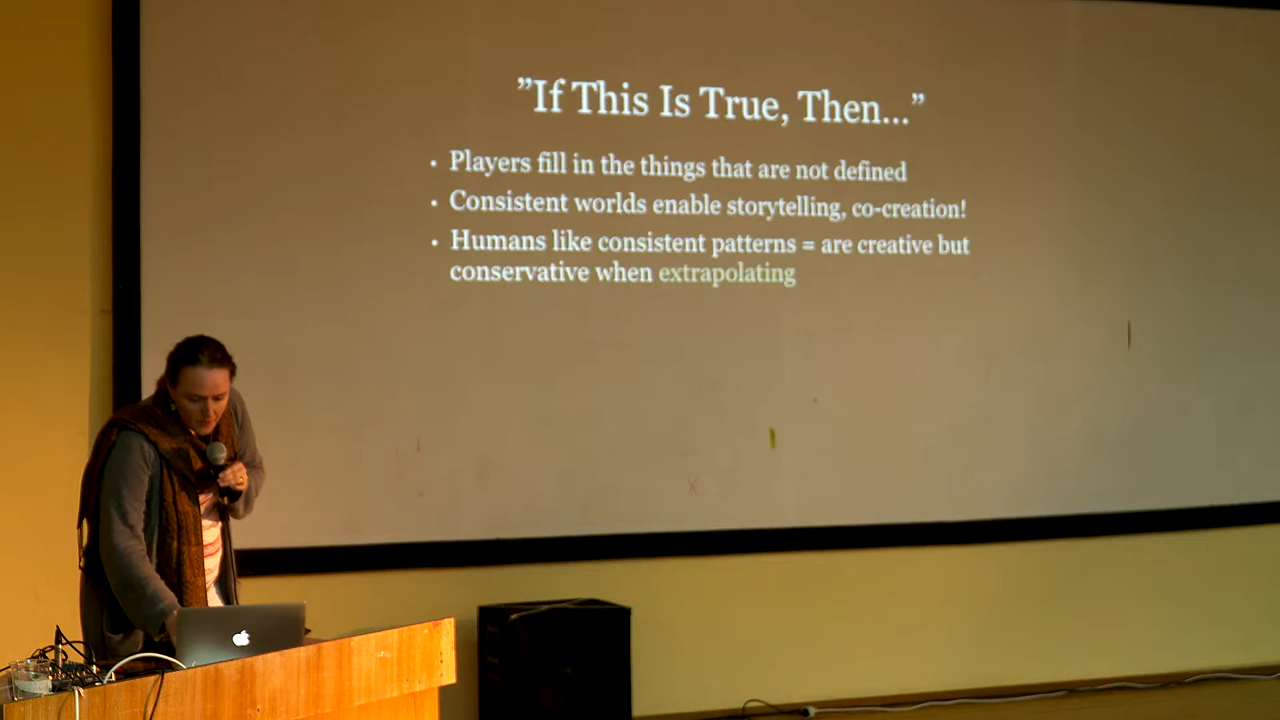 ”If This Is True, Then...”
• Players fill in the things that are not defined
• Consistent worlds enable storytelling, co-creation!
• Humans like consistent patterns = are creative but
conservative when extrapolating